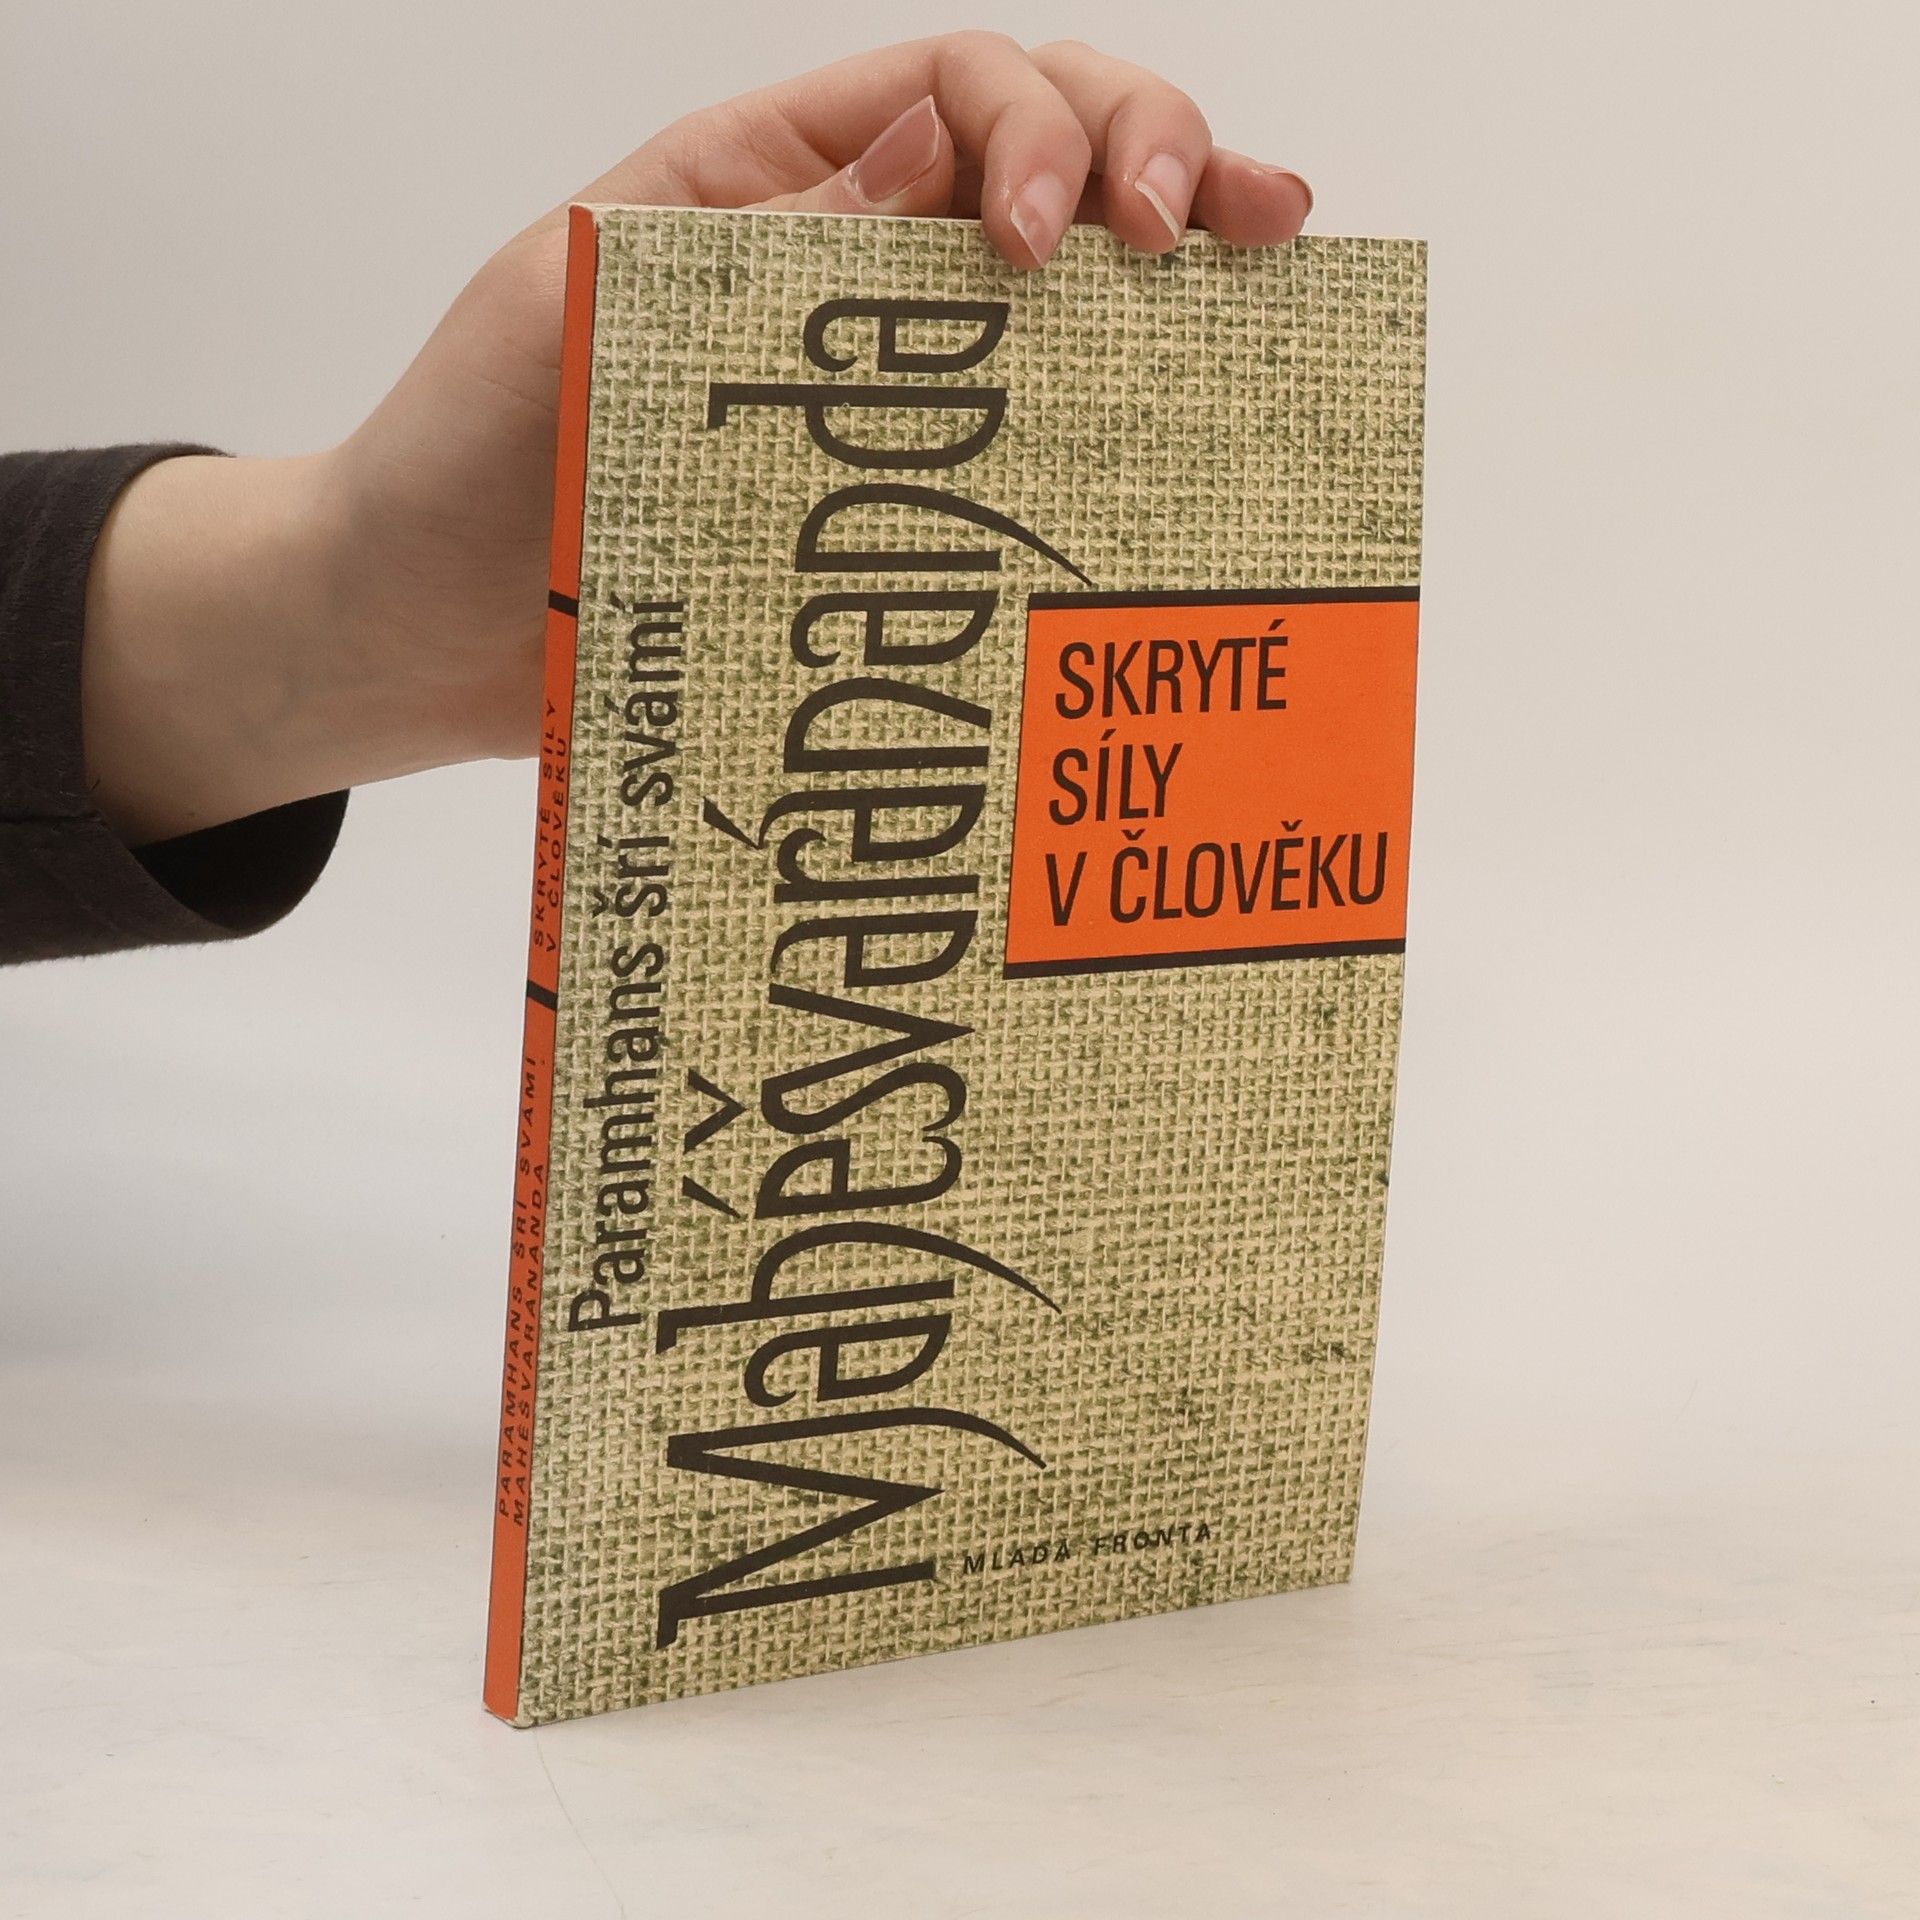 Paramhans šrí svámí
Mahéšvaránanda
SKRYTÉ
SÍLY
V ČLOVĚKU
MLADÁ FRONTA
PARAMHANS ŠRÍ SVÁMÍ
MAHÉŠVARÁNANDA
SKRYTÉ SÍLY
V ČLOVĚKU